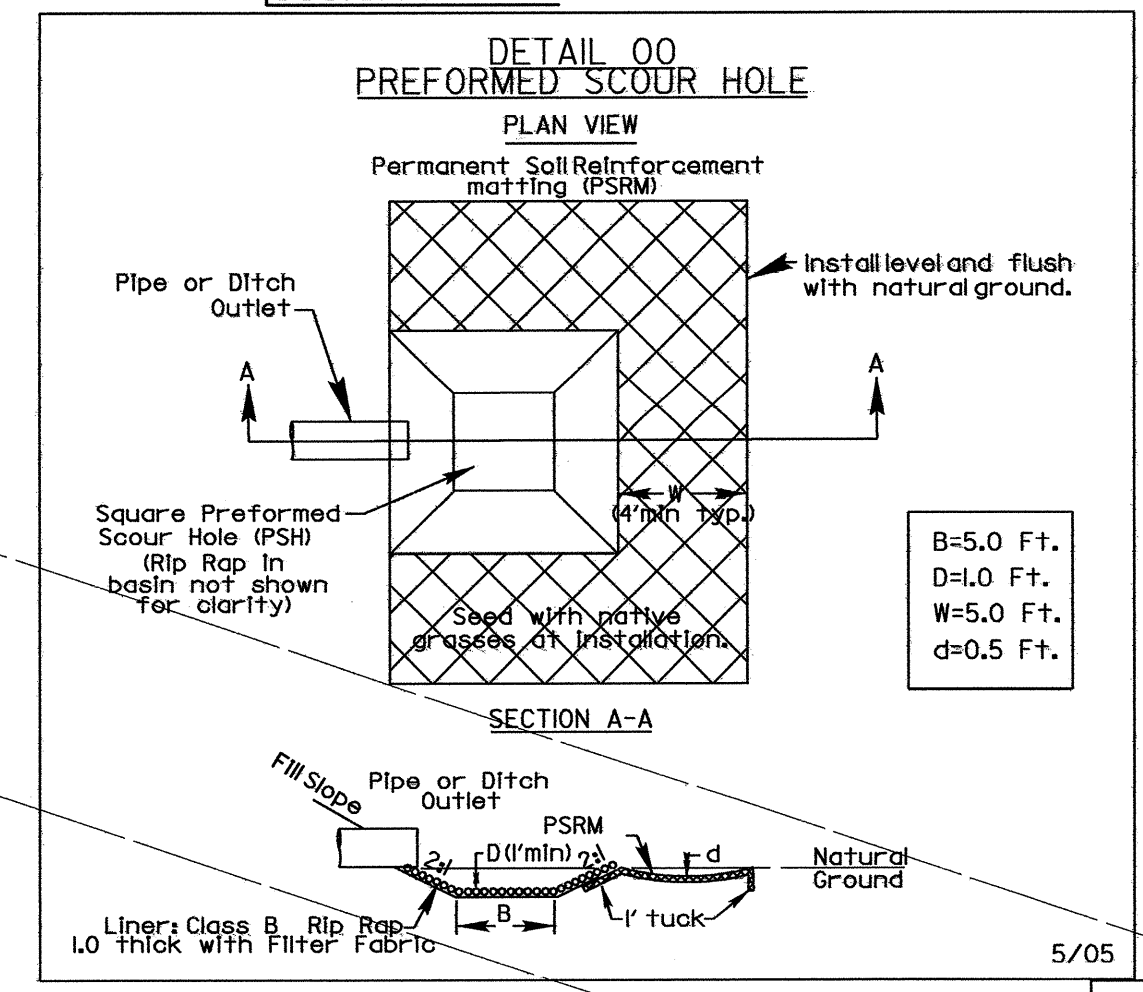 DETAIL OO
PREFORMED SCOUR HOLE
PLAN VIEW
Permanent Soil Reinforcement
matting (PSRM)
Install level and flush
with natural ground.
Pipe or Ditch
Outlet
A
A
W
(4'min typ.)
Square Preformed
Scour Hole (PSH)
(Rip Rap in
basin not shown
for clarity)
B=5.0 Ft.
D=1.0 Ft.
W=5.0 Ft.
d=0.5 Ft.
Seed with native
grasses at installation.
SECTION A-A
Fill Slope
Pipe or Ditch
Outlet
PSRM
2:1
D(1'min)
2:1
d
Natural
Ground
B
1' tuck
Liner: Class B Rip Rap
1.0 thick with Filter Fabric
5/05